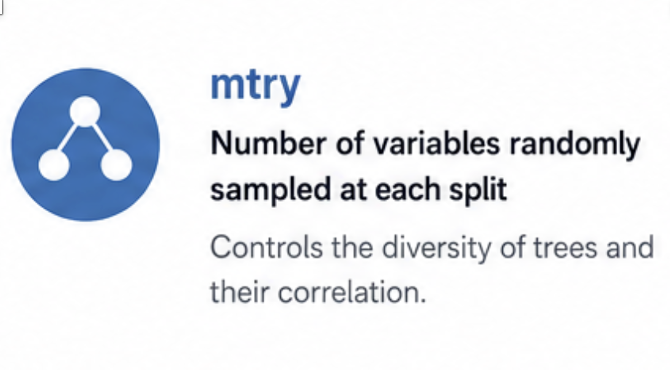 mtry
Number of variables randomly
sampled at each split
Controls the diversity of trees and
their correlation.